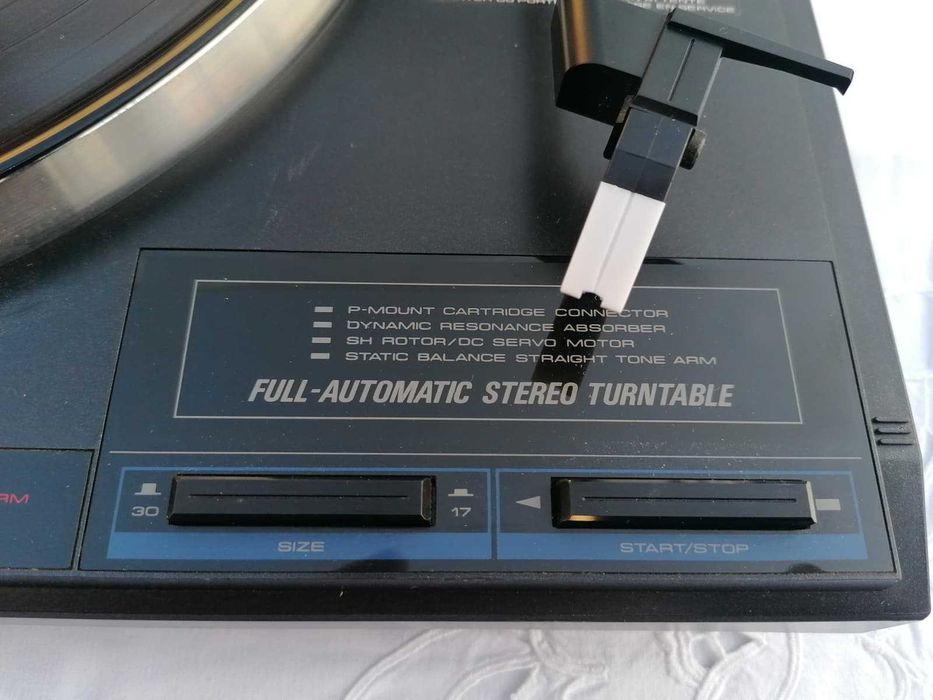 P-MOUNT CARTRIDGE CONNECTOR
DYNAMIC RESONANCE ABSORBER
SH ROTOR/DC SERVO MOTOR
STATIC BALANCE STRAIGHT TONE ARM
FULL-AUTOMATIC STEREO TURNTABLE
RM
30
17
SIZE
START/STOP